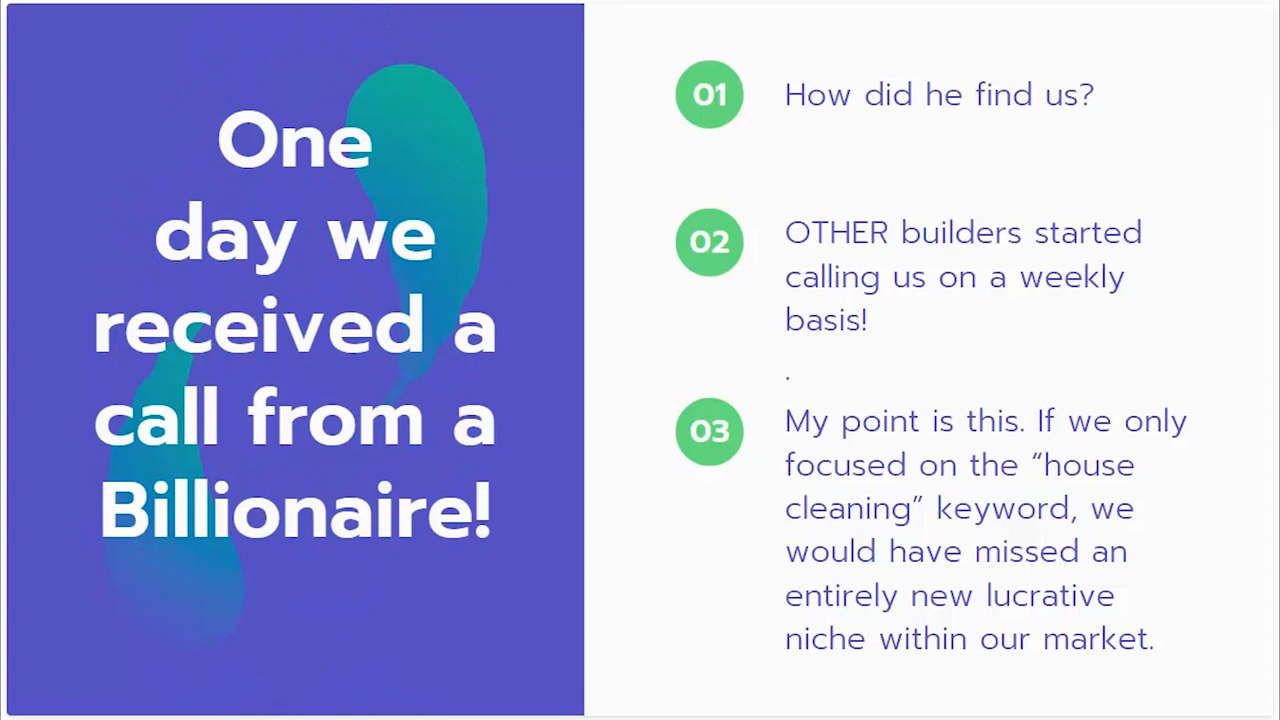 One
day we
received a
call from a
Billionaire!
01
How did he find us?
02
OTHER builders started
calling us on a weekly
basis!
.
03
My point is this. If we only
focused on the “house
cleaning” keyword, we
would have missed an
entirely new lucrative
niche within our market.